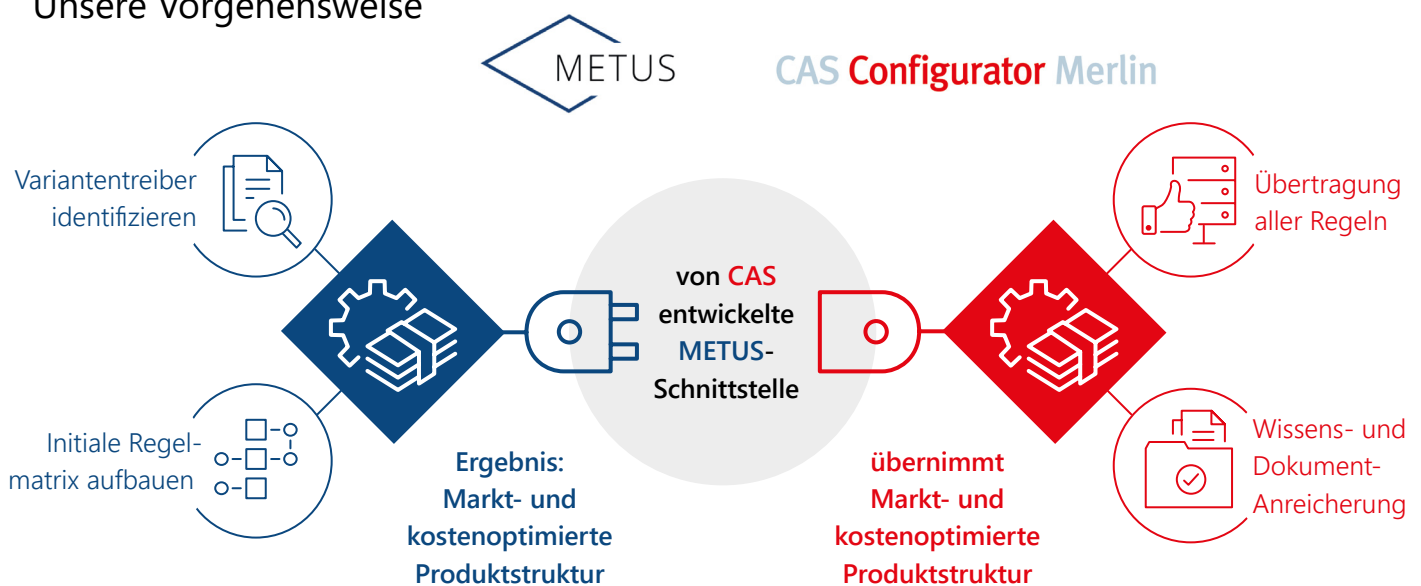 Unsere Vorgehensweise
METUS
CAS Configurator Merlin
Variantentreiber
identifizieren
Initiale Regel-
matrix aufbauen
Ergebnis:
Markt- und
kostenoptimierte
Produktstruktur
von CAS
entwickelte
METUS-
Schnittstelle
übernimmt
Markt- und
kostenoptimierte
Produktstruktur
Übertragung
aller Regeln
Wissens- und
Dokument-
Anreicherung